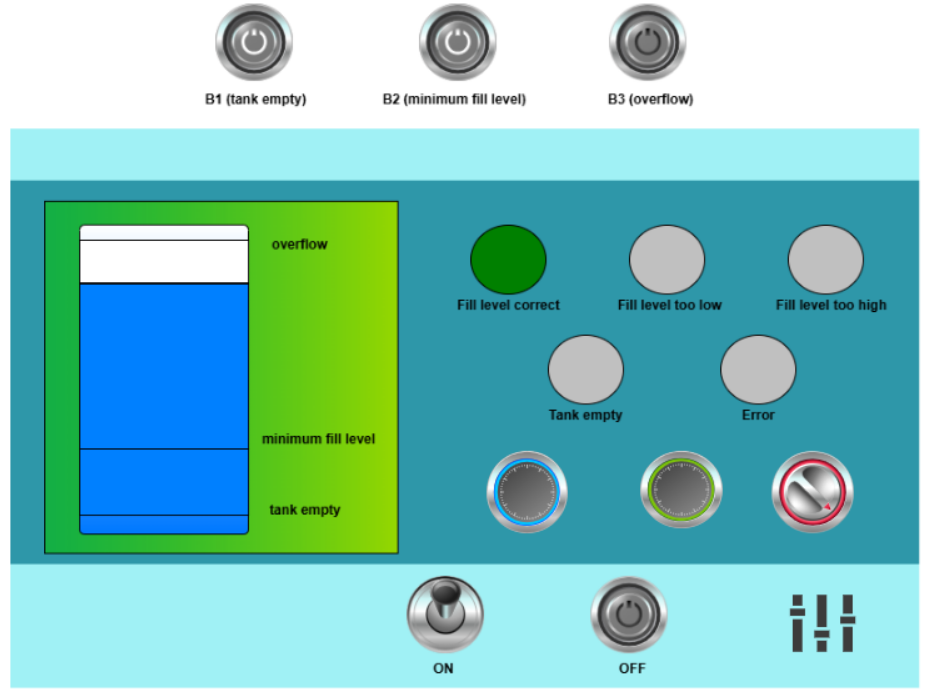 B1 (tank empty)
B2 (minimum fill level)
B3 (overflow)
overflow
Fill level correct
Fill level too low
Fill level too high
Tank empty
Error
minimum fill level
tank empty
ON
OFF